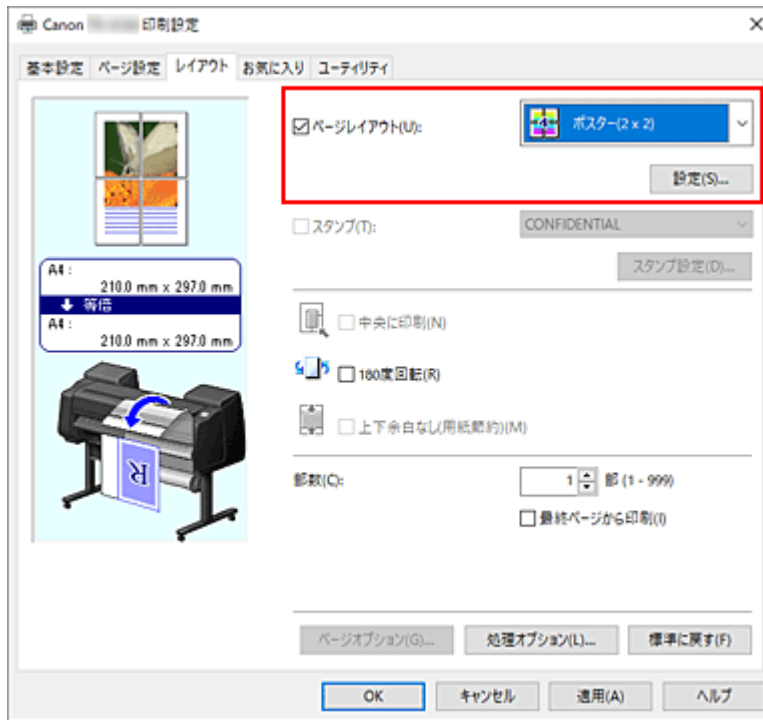 Canon 印刷設定
基本設定 ページ設定 レイアウト お気に入り ユーティリティ
ページレイアウト(U): ポスター(2 x 2)
設定(S)...
スタンプ(T): CONFIDENTIAL
スタンプ設定(D)...
A4 :
210.0 mm x 297.0 mm
等倍
A4 :
210.0 mm x 297.0 mm
中央に印刷(N)
180度回転(R)
上下余白なし(用紙節約)(M)
部数(C): 1 部 (1 - 999)
最終ページから印刷(I)
R
ページオプション(G)... 処理オプション(L)... 標準に戻す(F)
OK キャンセル 適用(A) ヘルプ